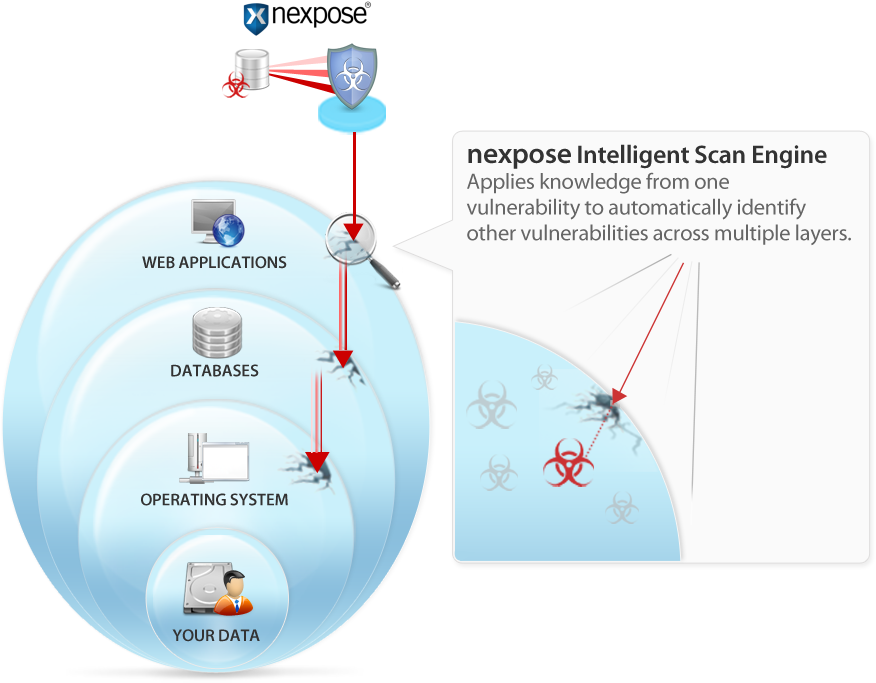 nexpose®
nexpose Intelligent Scan Engine
Applies knowledge from one
vulnerability to automatically identify
other vulnerabilities across multiple layers.
WEB APPLICATIONS
DATABASES
OPERATING SYSTEM
YOUR DATA